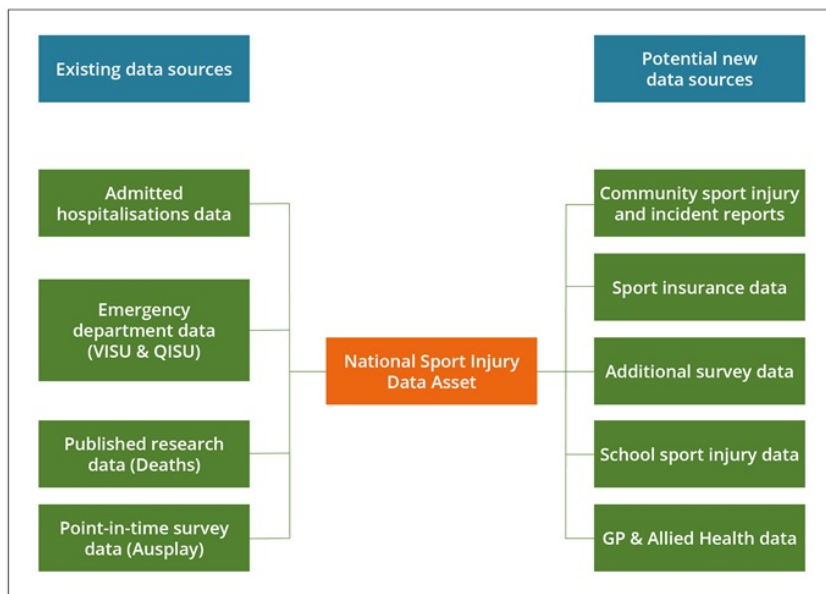 Existing data sources
Potential new
data sources
Admitted
hospitalisations data
Emergency
department data
(VISU & QISU)
Published research
data (Deaths)
Point-in-time survey
data (Ausplay)
National Sport Injury
Data Asset
Community sport injury
and incident reports
Sport insurance data
Additional survey data
School sport injury data
GP & Allied Health data